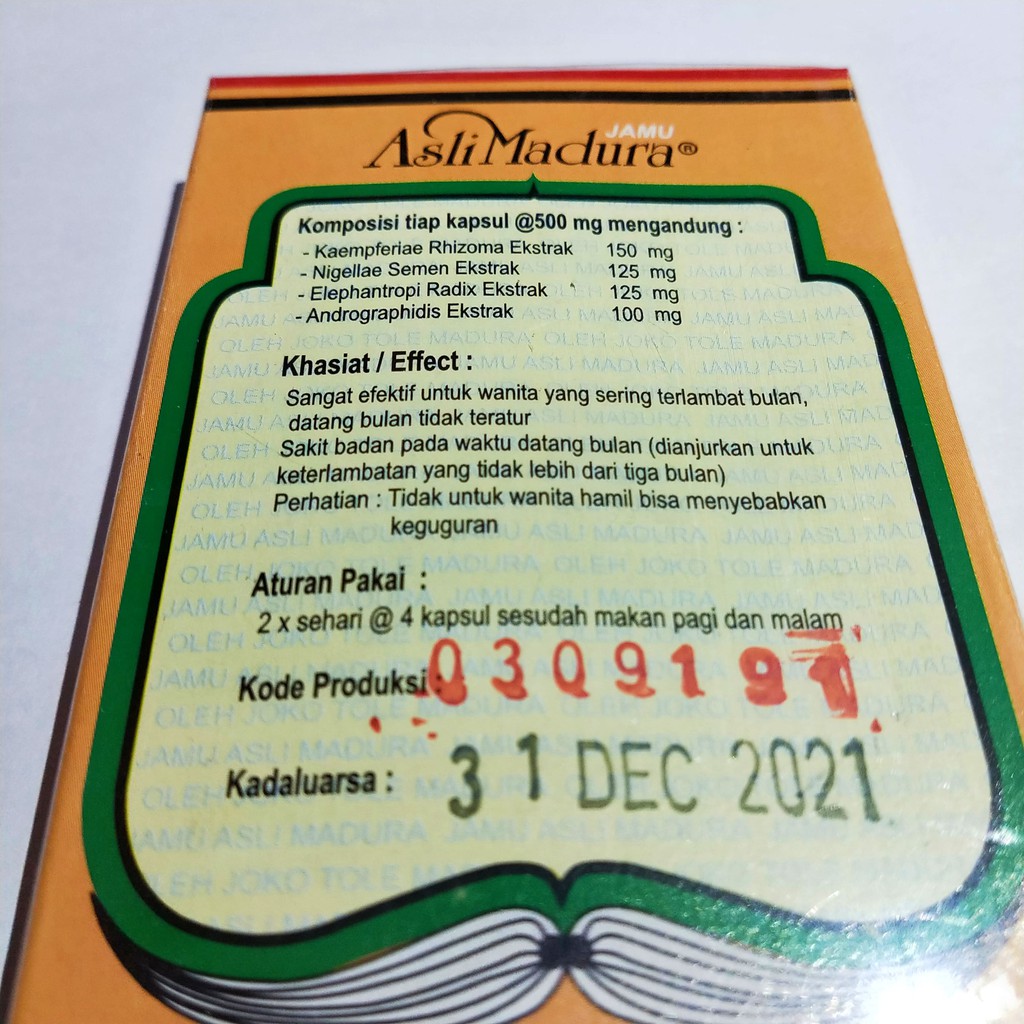 JAMU
Asli Madura®
Komposisi tiap kapsul @500 mg mengandung :
- Kaempferiae Rhizoma Ekstrak 150 mg
- Nigellae Semen Ekstrak 125 mg
- Elephantropi Radix Ekstrak 125 mg
- Andrographidis Ekstrak 100 mg
Khasiat / Effect :
Sangat efektif untuk wanita yang sering terlambat bulan,
datang bulan tidak teratur
Sakit badan pada waktu datang bulan (dianjurkan untuk
keterlambatan yang tidak lebih dari tiga bulan)
Perhatian : Tidak untuk wanita hamil bisa menyebabkan
keguguran
Aturan Pakai :
2 x sehari @ 4 kapsul sesudah makan pagi dan malam
Kode Produksi : 030919
Kadaluarsa : 31 DEC 2021